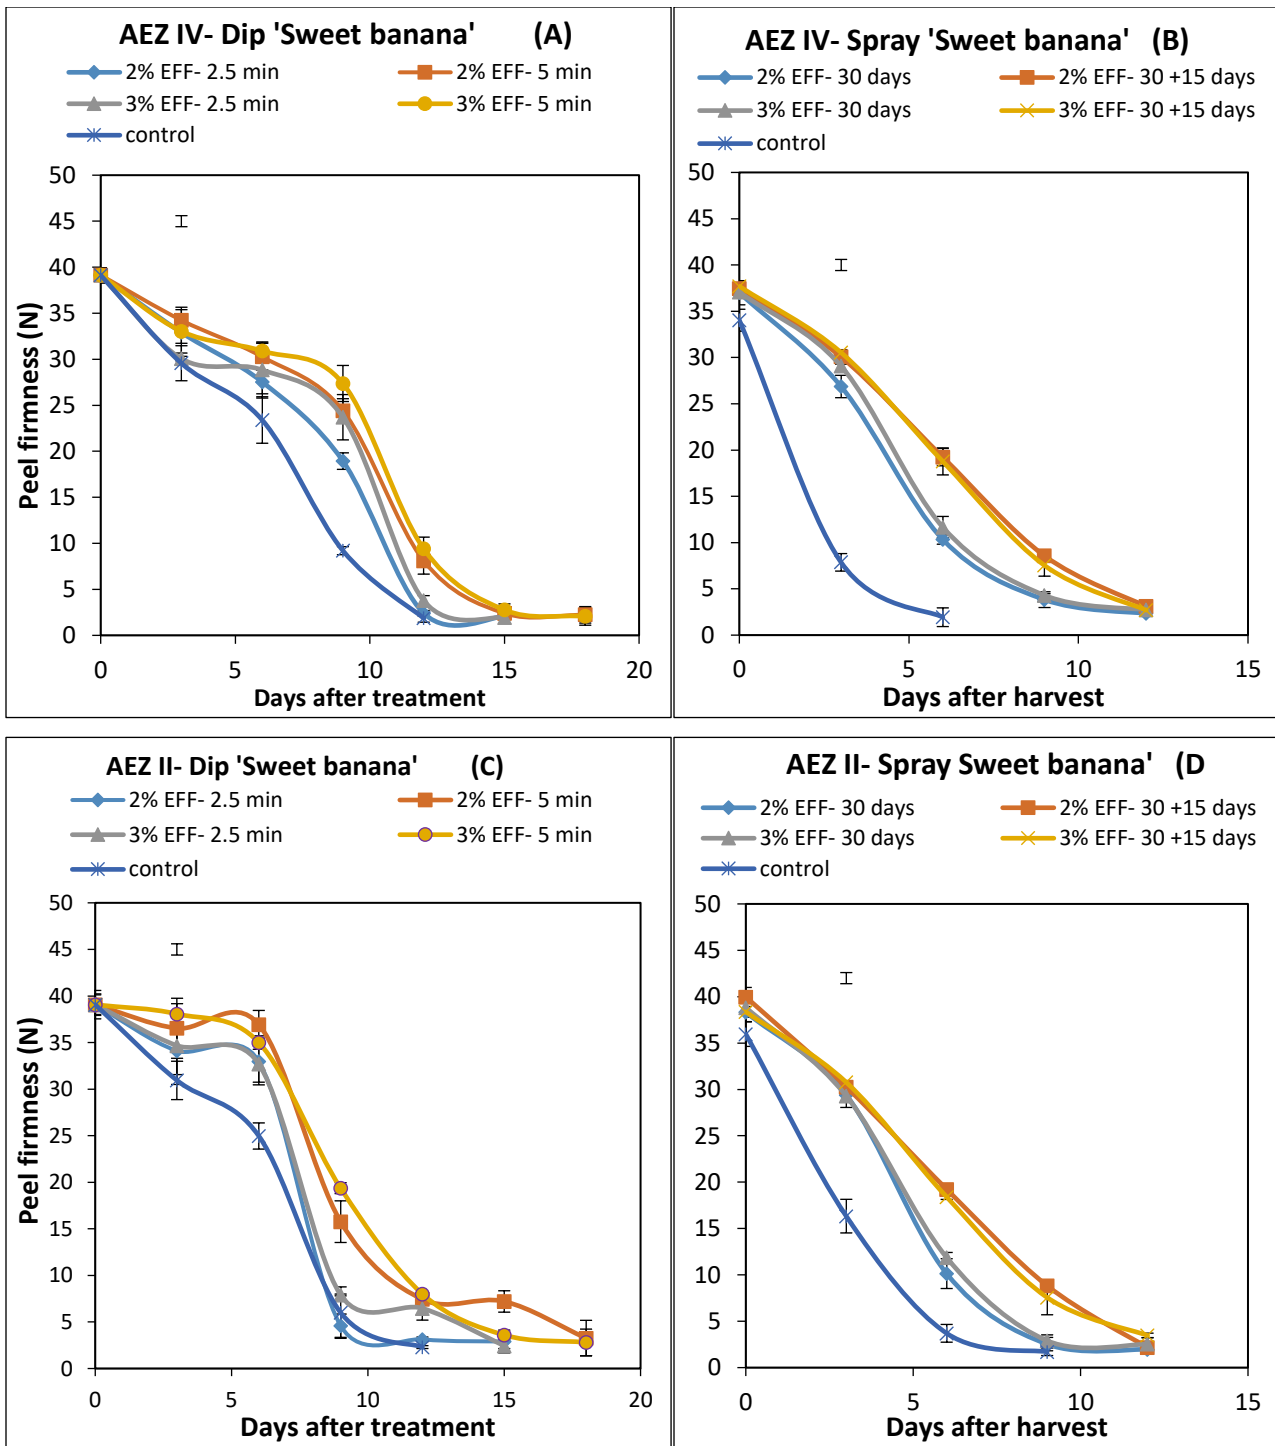 AEZ IV- Dip 'Sweet banana' (A)
2% EFF- 2.5 min
2% EFF- 5 min
3% EFF- 2.5 min
3% EFF- 5 min
control
50
45
40
35
30
25
20
15
10
5
0
Peel firmness (N)
0 5 10 15 20
Days after treatment
AEZ IV- Spray 'Sweet banana' (B)
2% EFF- 30 days
2% EFF- 30 +15 days
3% EFF- 30 days
3% EFF- 30 +15 days
control
50
45
40
35
30
25
20
15
10
5
0
0 5 10 15
Days after harvest
AEZ II- Dip 'Sweet banana' (C)
2% EFF- 2.5 min
2% EFF- 5 min
3% EFF- 2.5 min
3% EFF- 5 min
control
50
45
40
35
30
25
20
15
10
5
0
Peel firmness (N)
0 5 10 15 20
Days after treatment
AEZ II- Spray Sweet banana' (D
2% EFF- 30 days
2% EFF- 30 +15 days
3% EFF- 30 days
3% EFF- 30 +15 days
control
50
45
40
35
30
25
20
15
10
5
0
0 5 10 15
Days after harvest